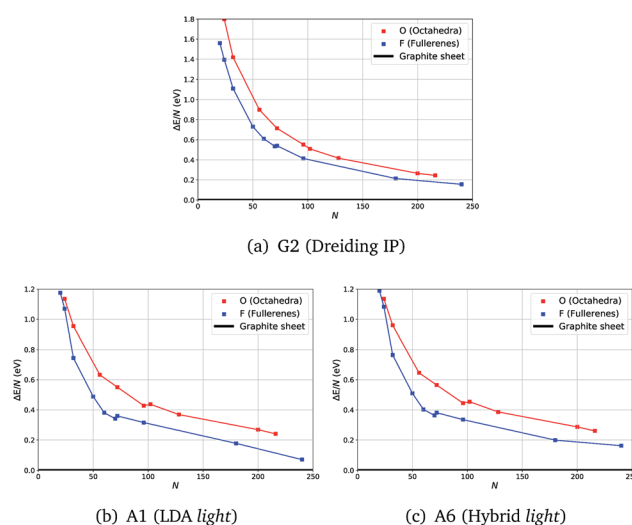 1.8
1.6
1.4
1.2
1.0
0.8
0.6
0.4
0.2
0.0
ΔE/N (eV)
O (Octahedra)
F (Fullerenes)
Graphite sheet
0 50 100 150 200 250
N
(a) G2 (Dreiding IP)
1.2
1.0
0.8
0.6
0.4
0.2
0.0
ΔE/N (eV)
O (Octahedra)
F (Fullerenes)
Graphite sheet
0 50 100 150 200 250
N
(b) A1 (LDA light)
1.2
1.0
0.8
0.6
0.4
0.2
0.0
ΔE/N (eV)
O (Octahedra)
F (Fullerenes)
Graphite sheet
0 50 100 150 200 250
N
(c) A6 (Hybrid light)